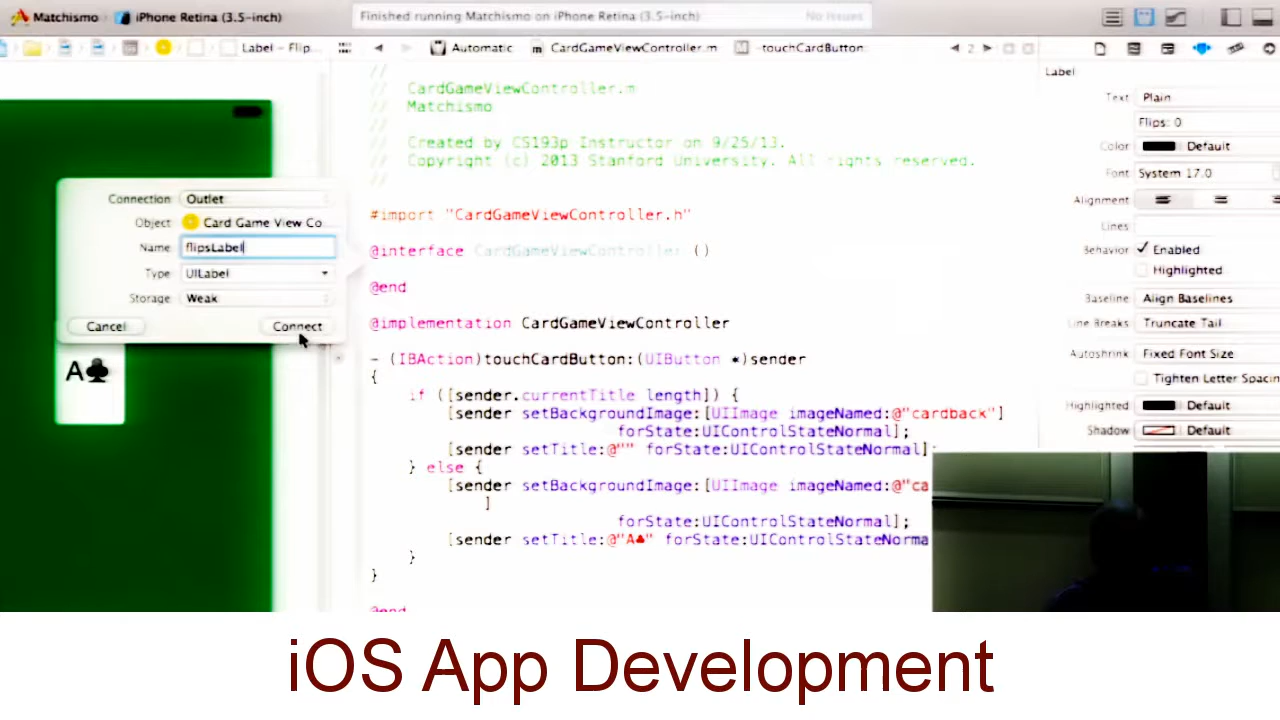 Matchismo iPhone Retina (3.5-inch)
Finished running Matchismo on iPhone Retina (3.5-inch)
No Issues
Label - Flip...
Automatic CardGameViewController.m -touchCardButton:
2
//
// CardGameViewController.m
// Matchismo
//
// Created by CS193p Instructor on 9/25/13.
// Copyright (c) 2013 Stanford University. All rights reserved.
//
#import "CardGameViewController.h"
@interface CardGameViewController ()
@end
@implementation CardGameViewController
- (IBAction)touchCardButton:(UIButton *)sender
{
if ([sender.currentTitle length]) {
[sender setBackgroundImage:[UIImage imageNamed:@"cardback"]
forState:UIControlStateNormal];
[sender setTitle:@"" forState:UIControlStateNormal];
} else {
[sender setBackgroundImage:[UIImage imageNamed:@"ca
]
forState:UIControlStateNormal];
[sender setTitle:@"A♣" forState:UIControlStateNorma
}
}
@end
Connection Outlet
Object Card Game View Co
Name flipsLabel
Type UILabel
Storage Weak
Cancel Connect
A♣
Label
Text Plain
Flips: 0
Color Default
Font System 17.0
Alignment
Lines
Behavior Enabled
Highlighted
Baseline Align Baselines
Line Breaks Truncate Tail
Autoshrink Fixed Font Size
Tighten Letter Spacin
Highlighted Default
Shadow Default
iOS App Development